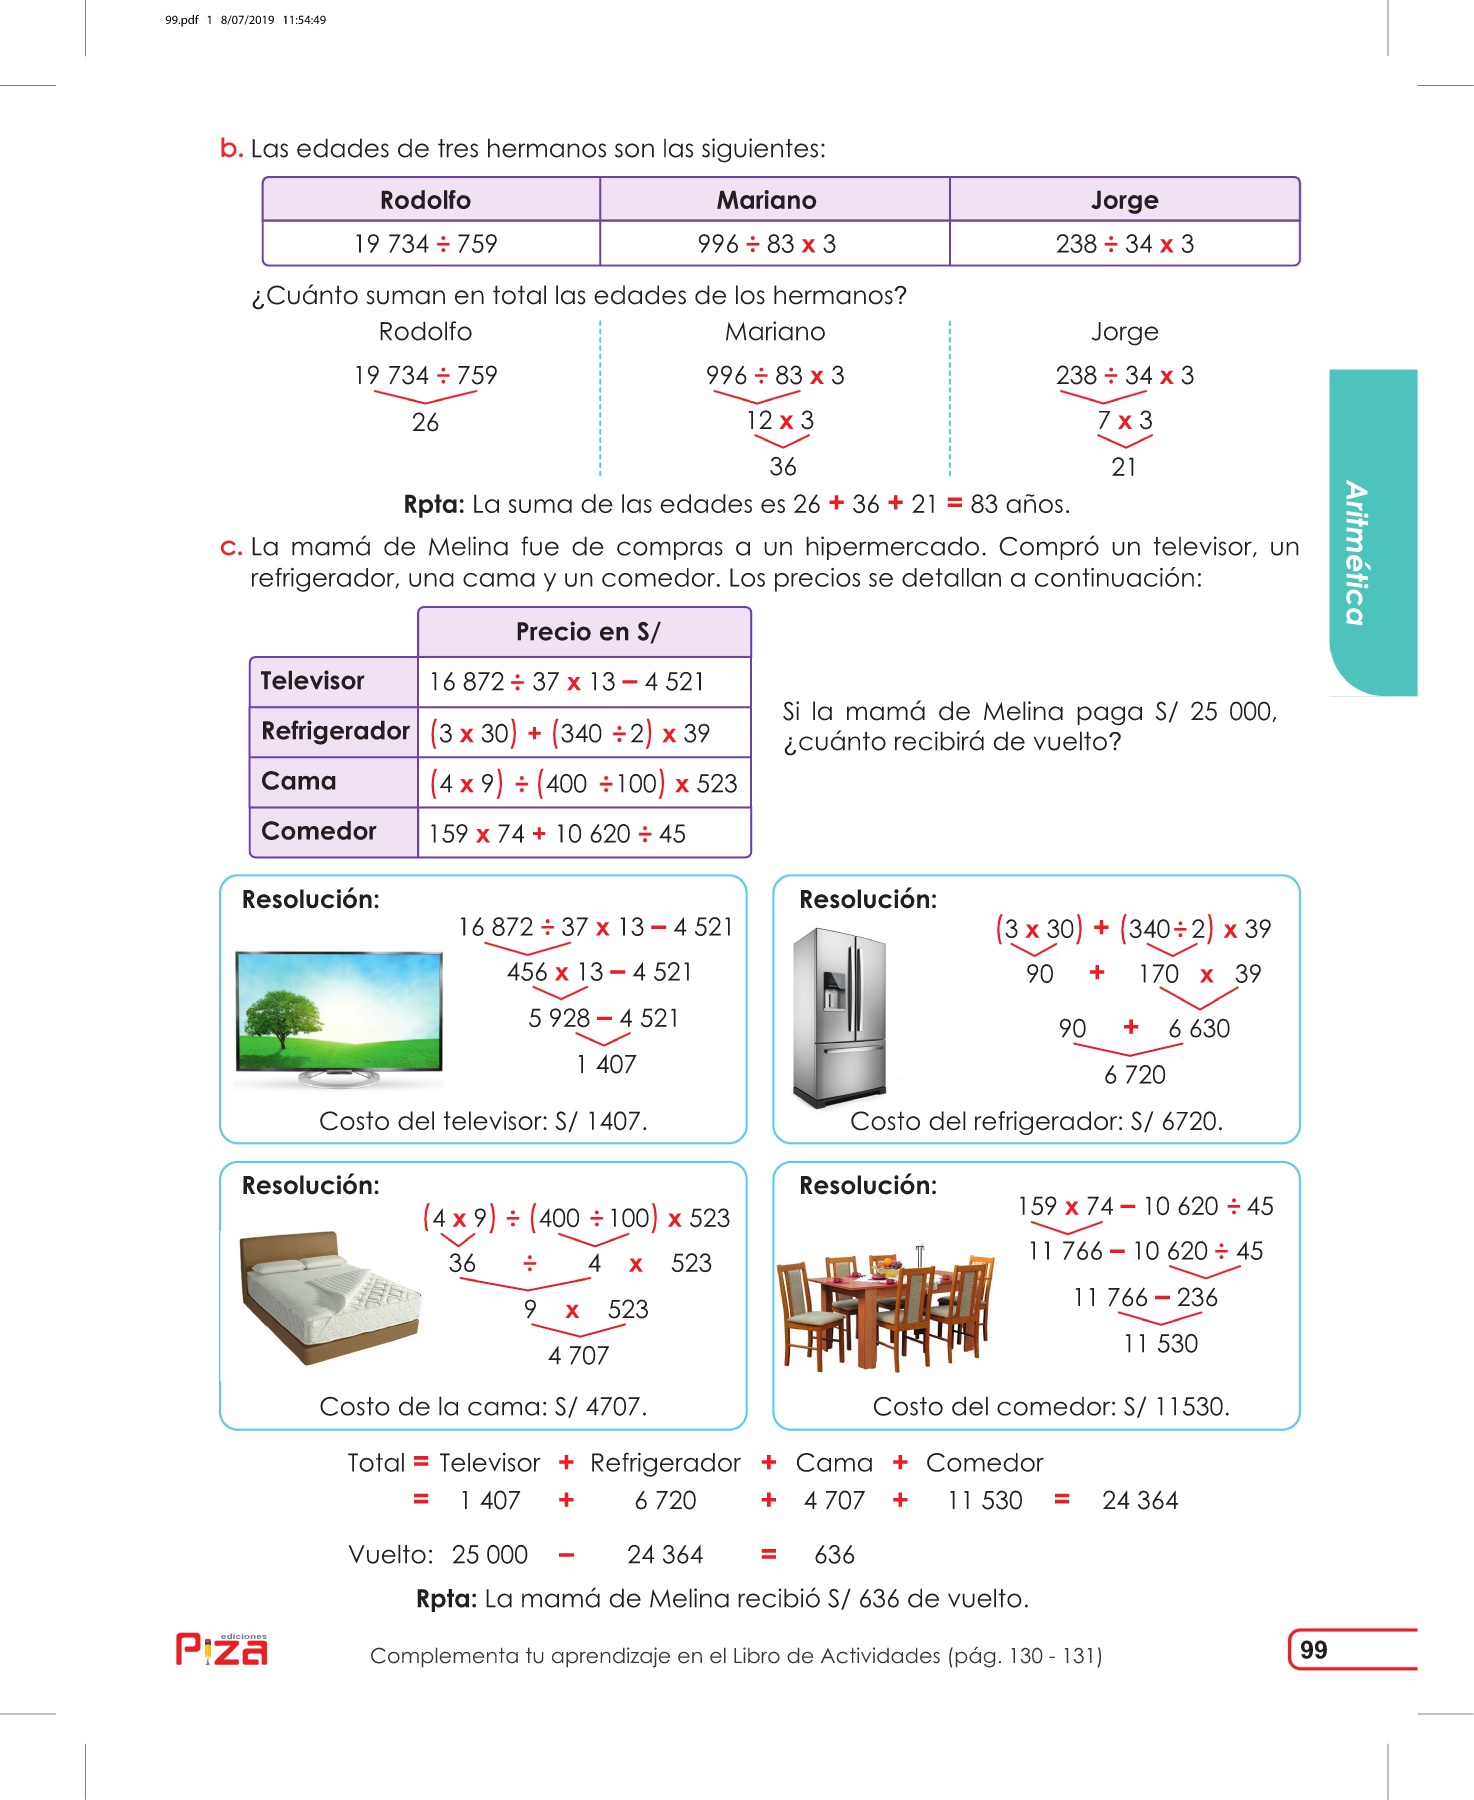 99.pdf 1 8/07/2019 11:54:49
b. Las edades de tres hermanos son las siguientes:
Rodolfo Mariano Jorge
19 734 ÷ 759 996 ÷ 83 x 3 238 ÷ 34 x 3
¿Cuánto suman en total las edades de los hermanos?
Rodolfo Mariano Jorge
19 734 ÷ 759 996 ÷ 83 x 3 238 ÷ 34 x 3
26 12 x 3 7 x 3
36 21
Rpta: La suma de las edades es 26 + 36 + 21 = 83 años.
c. La mamá de Melina fue de compras a un hipermercado. Compró un televisor, un
refrigerador, una cama y un comedor. Los precios se detallan a continuación:
Precio en S/
Televisor 16 872 ÷ 37 x 13 – 4 521
Refrigerador (3 x 30) + (340 ÷2) x 39
Cama (4 x 9) ÷ (400 ÷100) x 523
Comedor 159 x 74 + 10 620 ÷ 45
Si la mamá de Melina paga S/ 25 000,
¿cuánto recibirá de vuelto?
Aritmética
Resolución:
16 872 ÷ 37 x 13 – 4 521
456 x 13 – 4 521
5 928 – 4 521
1 407
Costo del televisor: S/ 1407.
Resolución:
(3 x 30) + (340÷2) x 39
90 + 170 x 39
90 + 6 630
6 720
Costo del refrigerador: S/ 6720.
Resolución:
(4 x 9) ÷ (400 ÷100) x 523
36 ÷ 4 x 523
9 x 523
4 707
Costo de la cama: S/ 4707.
Resolución:
159 x 74 – 10 620 ÷ 45
11 766 – 10 620 ÷ 45
11 766 – 236
11 530
Costo del comedor: S/ 11530.
Total = Televisor + Refrigerador + Cama + Comedor
= 1 407 + 6 720 + 4 707 + 11 530 = 24 364
Vuelto: 25 000 – 24 364 = 636
Rpta: La mamá de Melina recibió S/ 636 de vuelto.
ediciones
Piza
Complementa tu aprendizaje en el Libro de Actividades (pág. 130 - 131)
99